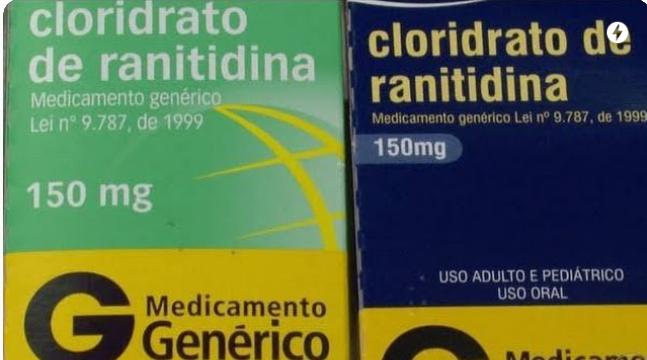 cloridrato
de ranitidina
Medicamento genérico
Lei n° 9.787, de 1999
150 mg
G Medicamento
Genérico
cloridrato de
ranitidina
Medicamento genérico Lei nº 9.787, de 1999
150mg
USO ADULTO E PEDIÁTRICO
USO ORAL